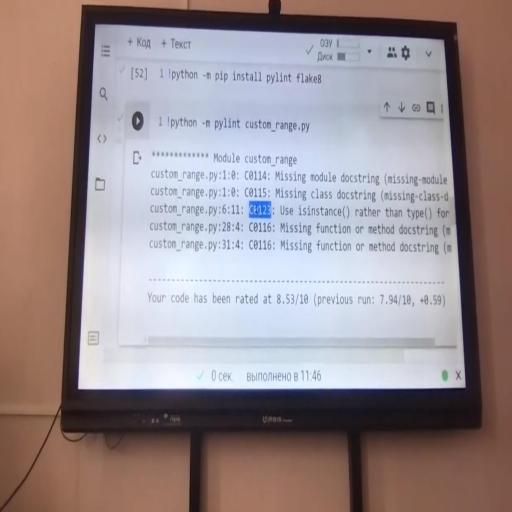 + Код + Текст
ОЗУ
Диск
[52] 1 !python -m pip install pylint flake8
1 !python -m pylint custom_range.py
************* Module custom_range
custom_range.py:1:0: C0114: Missing module docstring (missing-module
custom_range.py:1:0: C0115: Missing class docstring (missing-class-d
custom_range.py:6:11: C0123: Use isinstance() rather than type() for
custom_range.py:28:4: C0116: Missing function or method docstring (m
custom_range.py:31:4: C0116: Missing function or method docstring (m
------------------------------------------------------------------
Your code has been rated at 8.53/10 (previous run: 7.94/10, +0.59)
0 сек. выполнено в 11:46